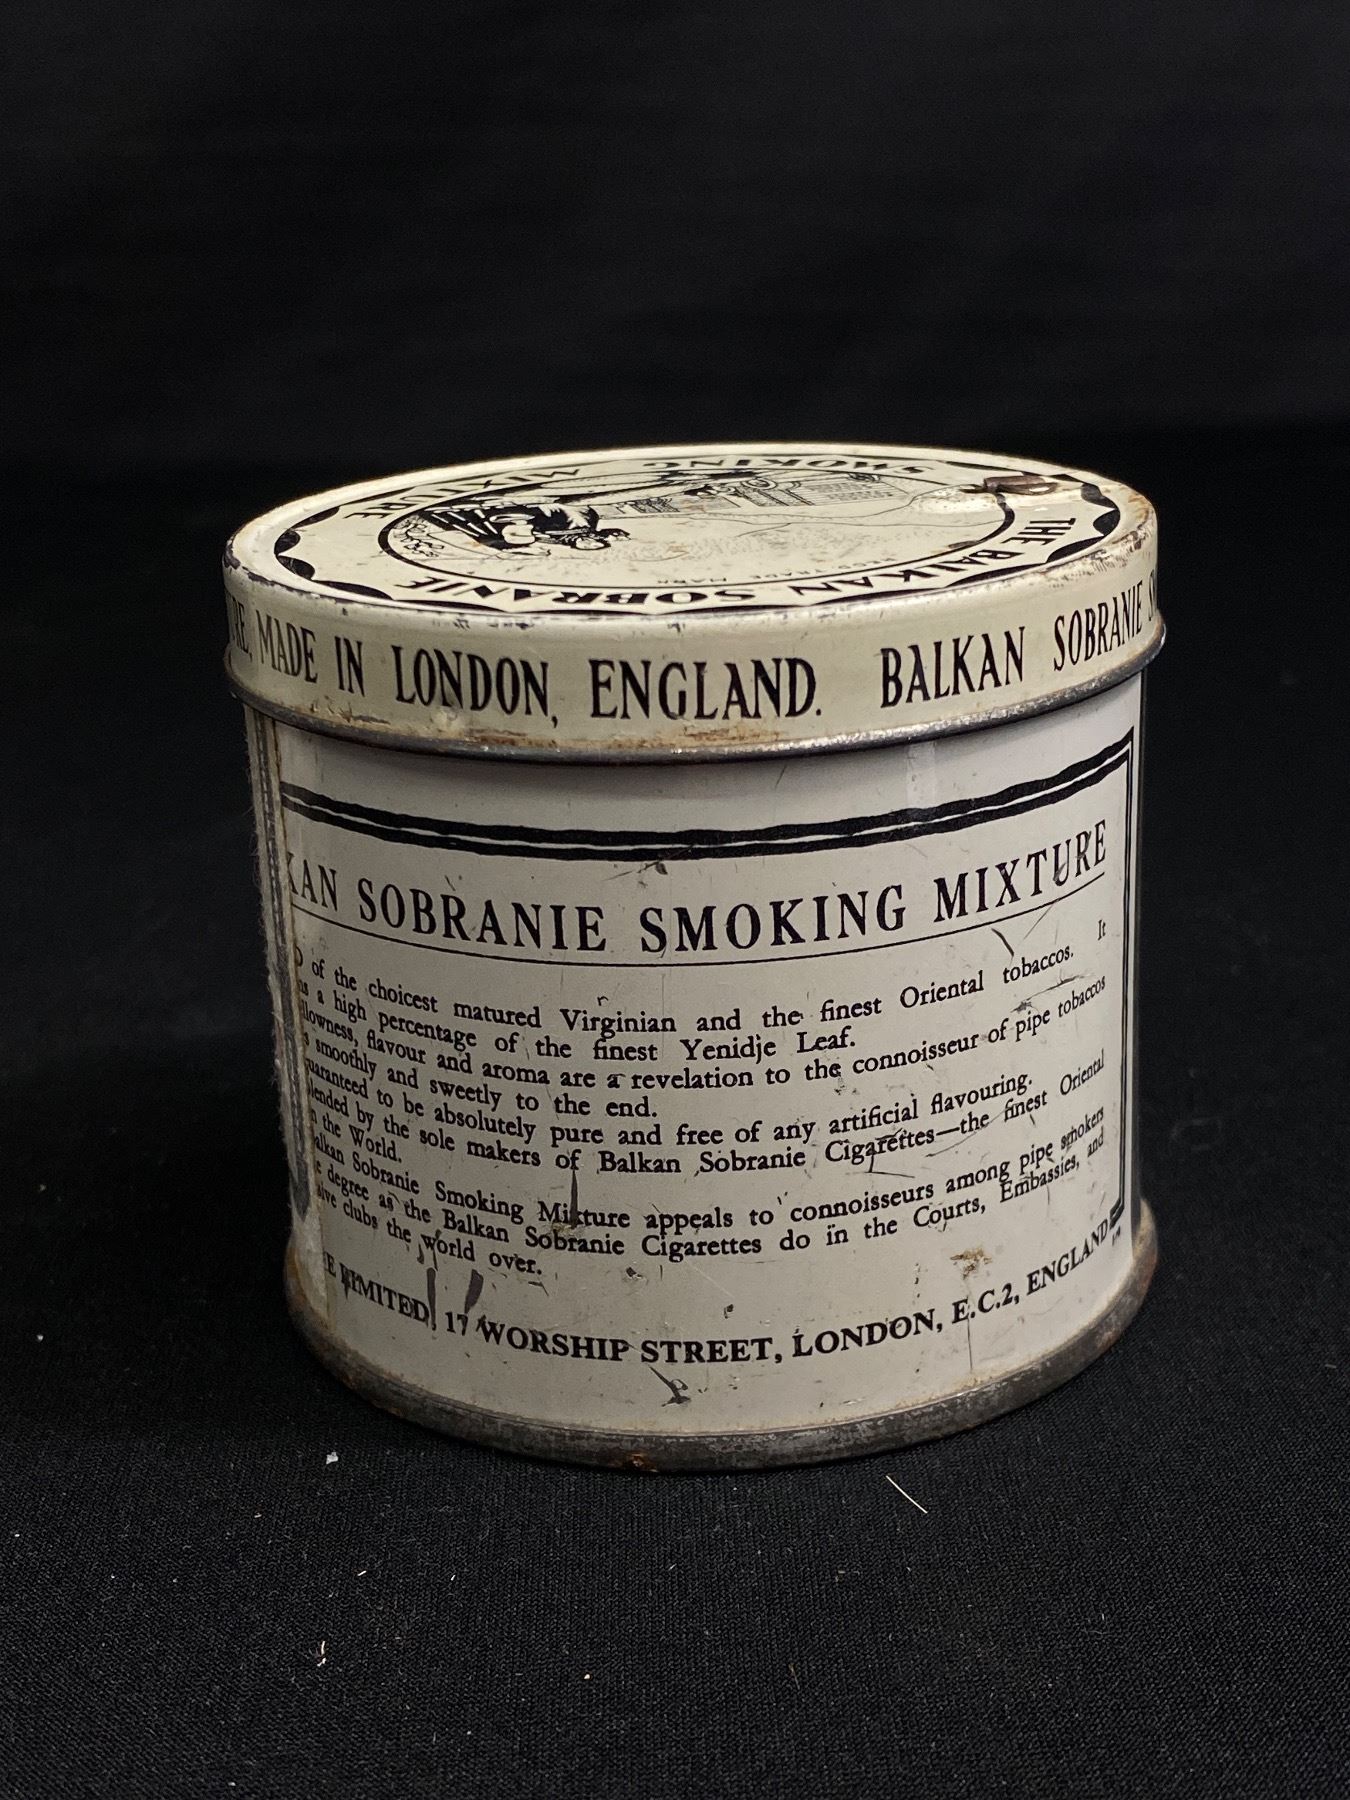 SMOKING MIXTURE
THE BALKAN SOBRANIE
TRADE MARK
MADE IN LONDON, ENGLAND. BALKAN SOBRANIE
KAN SOBRANIE SMOKING MIXTURE
of the choicest matured Virginian and the finest Oriental tobaccos. It
a high percentage of the finest Yenidje Leaf.
flavour and aroma are a revelation to the connoisseur of pipe tobaccos
smoothly and sweetly to the end.
to be absolutely pure and free of any artificial flavouring.
by the sole makers of Balkan Sobranie Cigarettes—the finest Oriental
the World.
Sobranie Smoking Mixture appeals to connoisseurs among pipe smokers
degree as the Balkan Sobranie Cigarettes do in the Courts, Embassies, and
clubs the world over.
LIMITED, 17 WORSHIP STREET, LONDON, E.C.2, ENGLAND